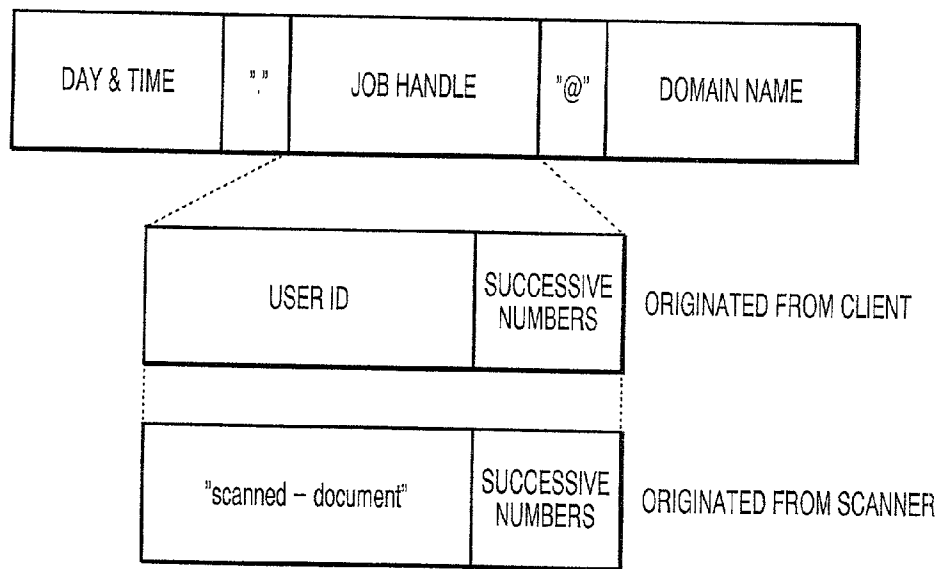 DAY & TIME "." JOB HANDLE "@" DOMAIN NAME
USER ID
SUCCESSIVE
NUMBERS
ORIGINATED FROM CLIENT
"scanned – document"
SUCCESSIVE
NUMBERS
ORIGINATED FROM SCANNER